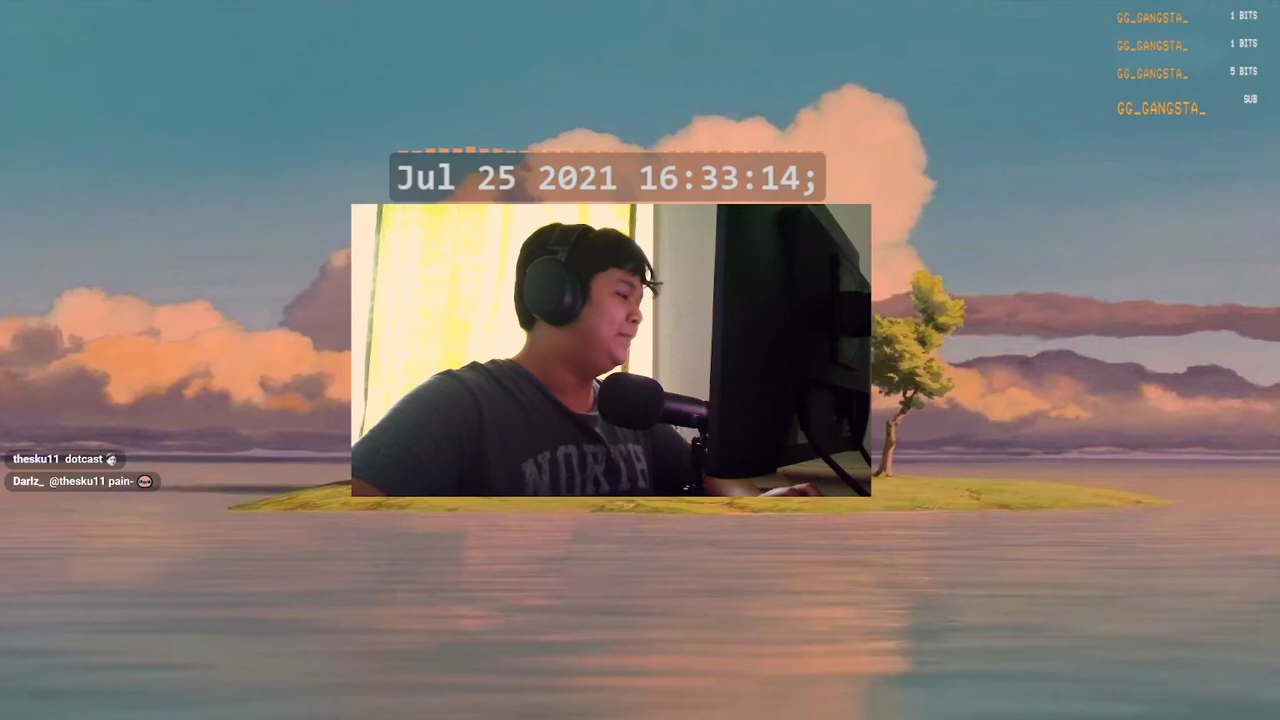 GG_GANGSTA_ 1 BITS
GG_GANGSTA_ 1 BITS
GG_GANGSTA_ 5 BITS
GG_GANGSTA_ SUB
Jul 25 2021 16:33:14;
NORTH
thesku11 dotcast
Darlz_ @thesku11 pain-